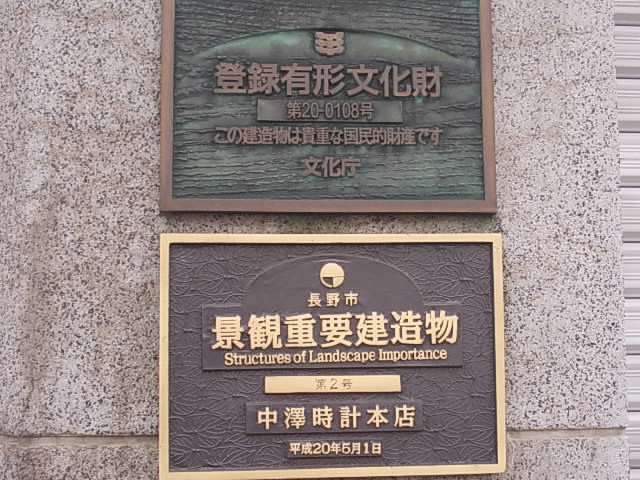 登録有形文化財
第20-0108号
この建造物は貴重な国民的財産です
文化庁
長野市
景観重要建造物
Structures of Landscape Importance
第2号
中澤時計本店
平成20年5月1日